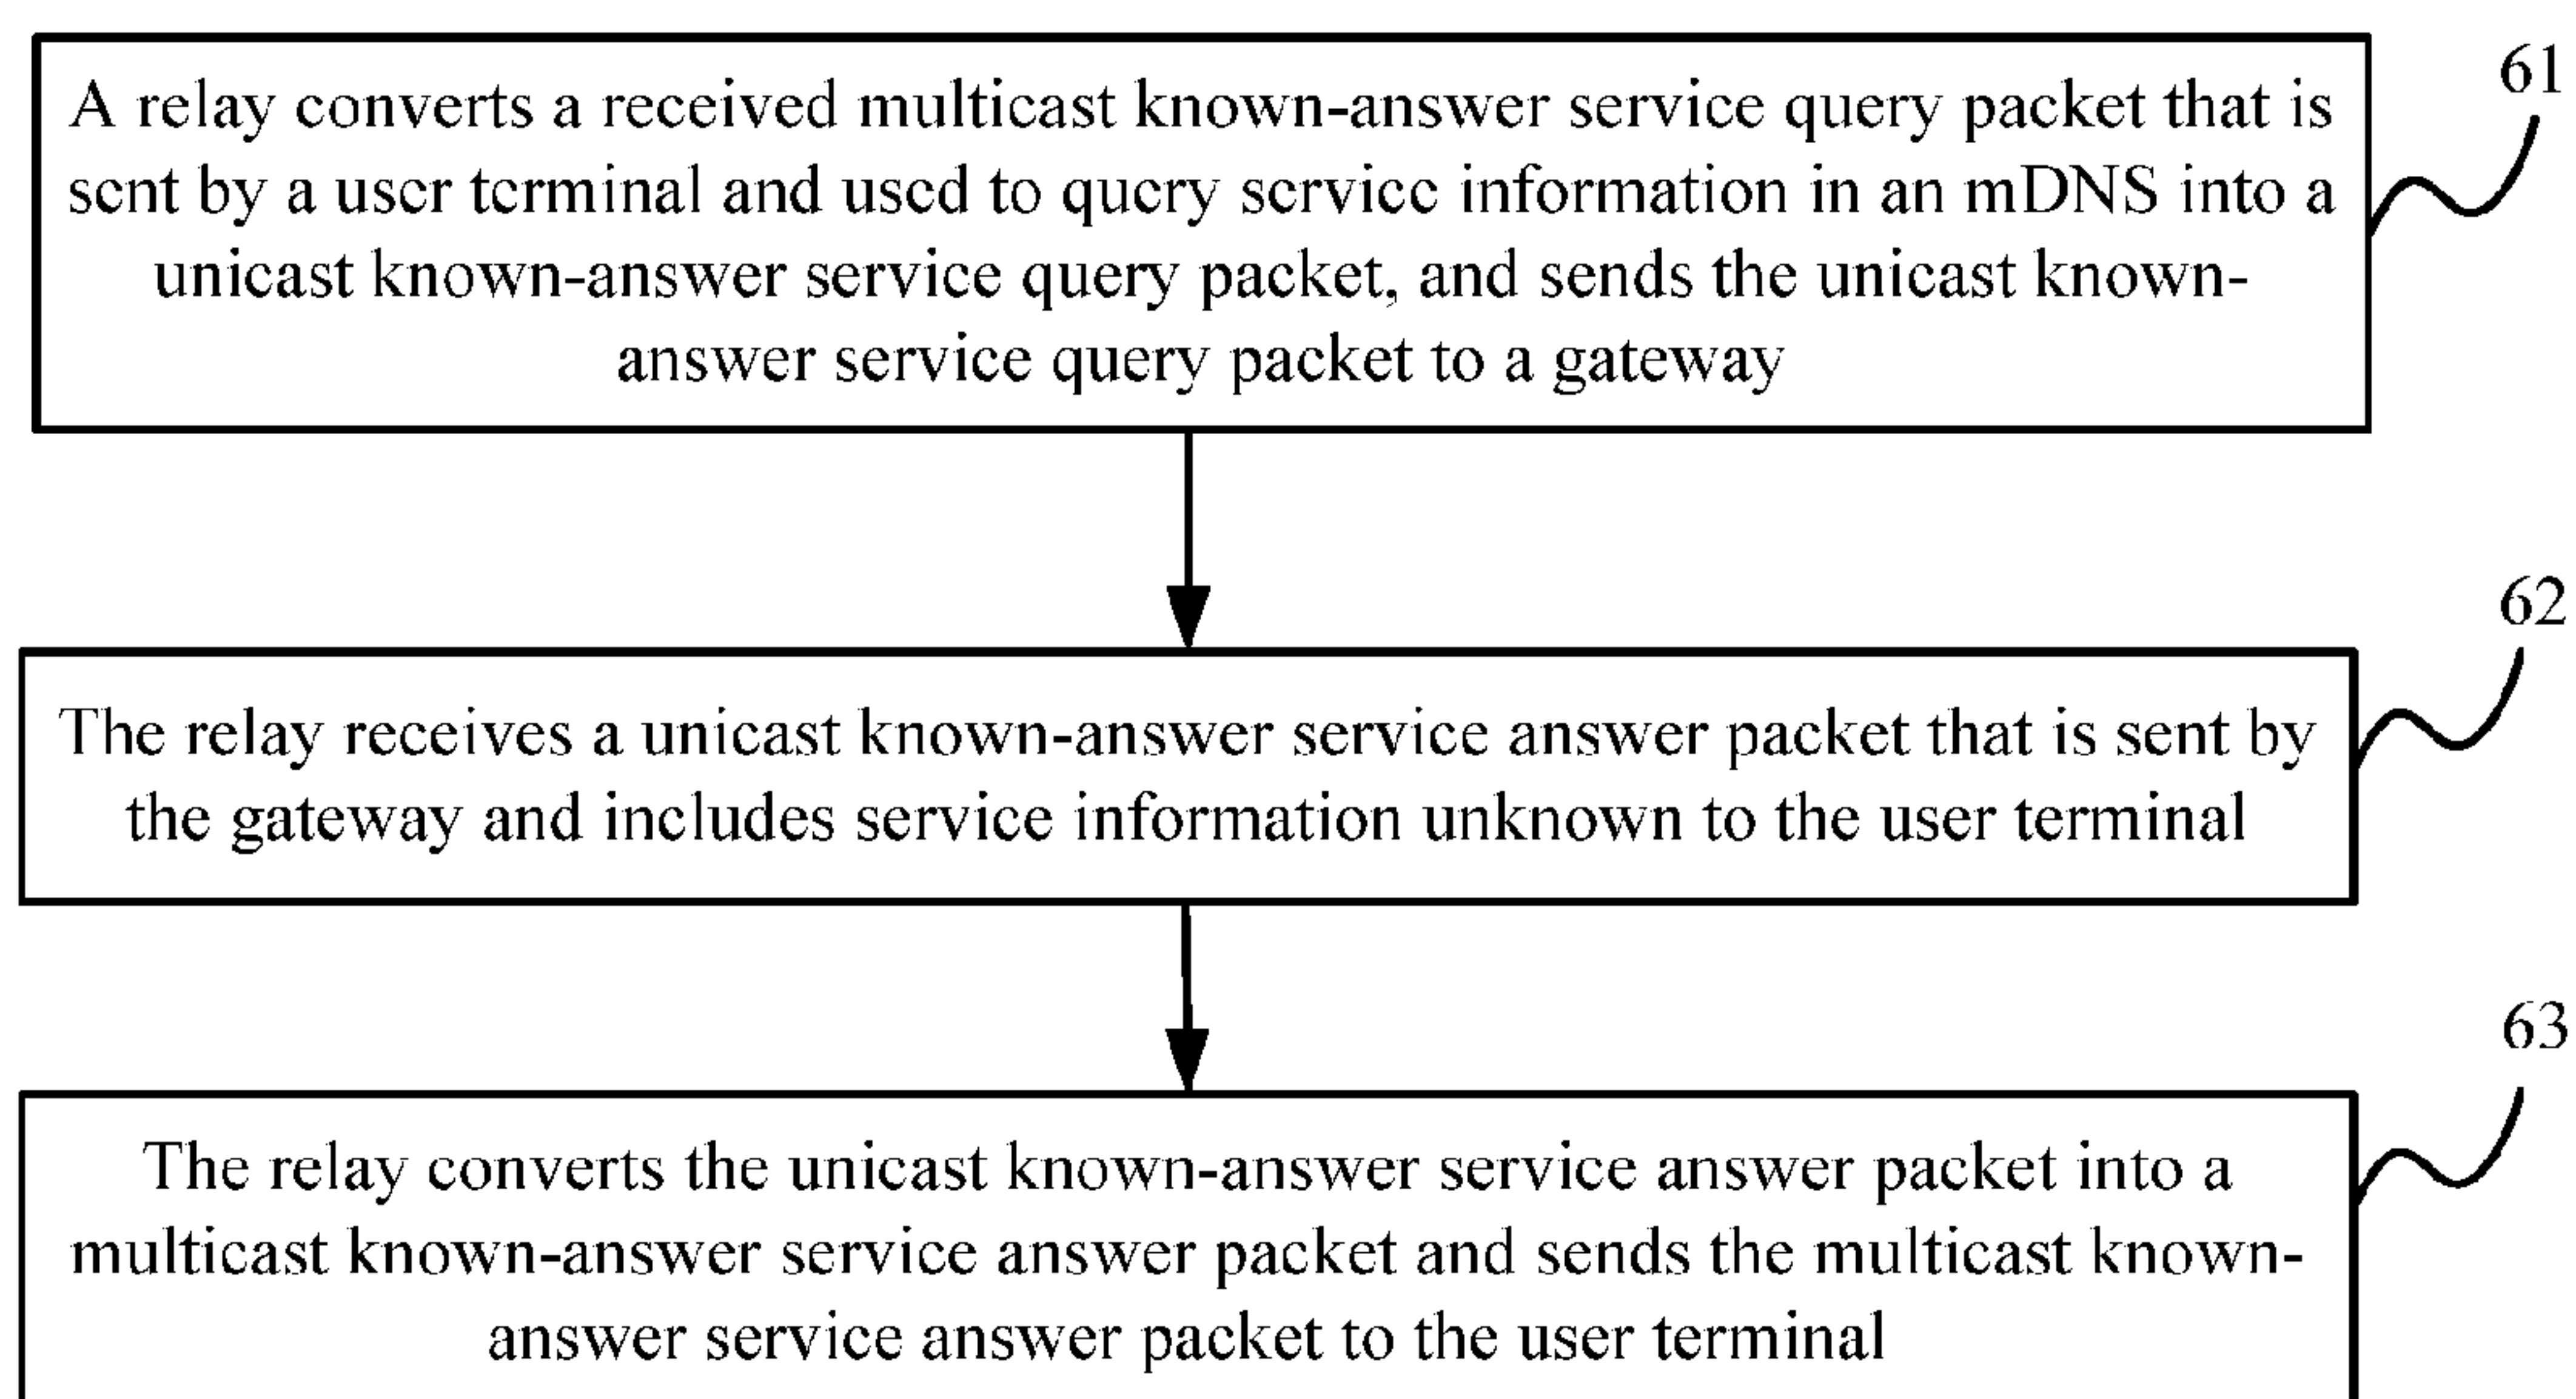 A relay converts a received multicast known-answer service query packet that is
sent by a user terminal and used to query service information in an mDNS into a
unicast known-answer service query packet, and sends the unicast known-
answer service query packet to a gateway
61
The relay receives a unicast known-answer service answer packet that is sent by
the gateway and includes service information unknown to the user terminal
62
The relay converts the unicast known-answer service answer packet into a
multicast known-answer service answer packet and sends the multicast known-
answer service answer packet to the user terminal
63